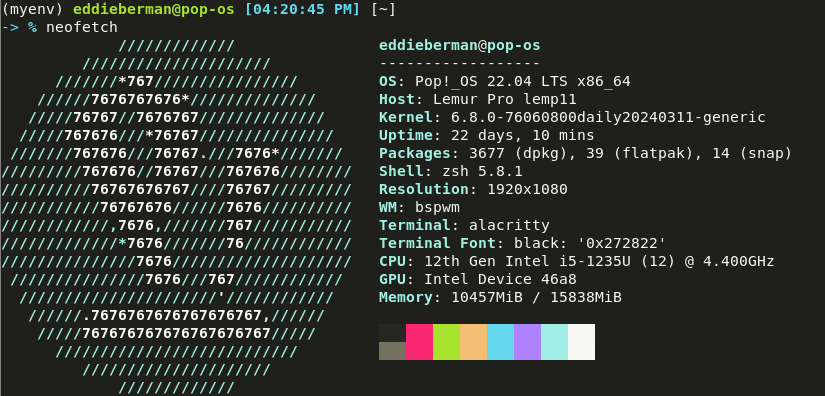 (myenv) eddieberman@pop-os [04:20:45 PM] [~]
-> % neofetch
             /////////////                eddieberman@pop-os
         /////////////////////            ------------------
      ///////*767////////////////         OS: Pop!_OS 22.04 LTS x86_64
    //////7676767676*//////////////       Host: Lemur Pro lemp11
   /////76767//7676767//////////////      Kernel: 6.8.0-76060800daily20240311-generic
  /////767676///*76767///////////////     Uptime: 22 days, 10 mins
 ///////767676///76767.///7676*///////    Packages: 3677 (dpkg), 39 (flatpak), 14 (snap)
/////////767676//76767///767676////////   Shell: zsh 5.8.1
//////////76767676767////76767/////////   Resolution: 1920x1080
///////////76767676//////7676//////////   WM: bspwm
////////////,7676,///////767///////////   Terminal: alacritty
/////////////*7676///////76////////////   Terminal Font: black: '0x272822'
///////////////7676////////////////////   CPU: 12th Gen Intel i5-1235U (12) @ 4.400GHz
 ///////////////7676///767////////////    GPU: Intel Device 46a8
  //////////////////////'////////////     Memory: 10457MiB / 15838MiB
   //////.7676767676767676767,//////
    /////767676767676767676767/////
      ///////////////////////////
         /////////////////////
             /////////////